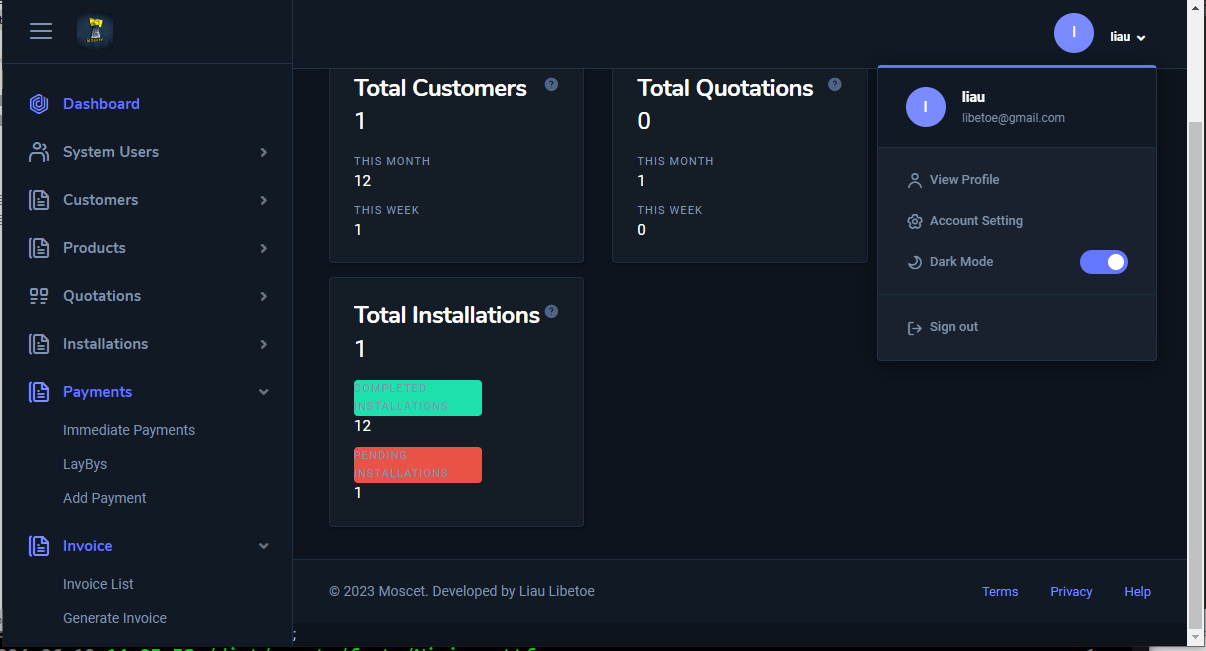 l
liau
Dashboard
System Users
Customers
Products
Quotations
Installations
Payments
Immediate Payments
LayBys
Add Payment
Invoice
Invoice List
Generate Invoice
Total Customers ?
1
THIS MONTH
12
THIS WEEK
1
Total Quotations ?
0
THIS MONTH
1
THIS WEEK
0
Total Installations ?
1
COMPLETED
INSTALLATIONS
12
PENDING
INSTALLATIONS
1
l
liau
libetoe@gmail.com
View Profile
Account Setting
Dark Mode
Sign out
© 2023 Moscet. Developed by Liau Libetoe
Terms
Privacy
Help
;